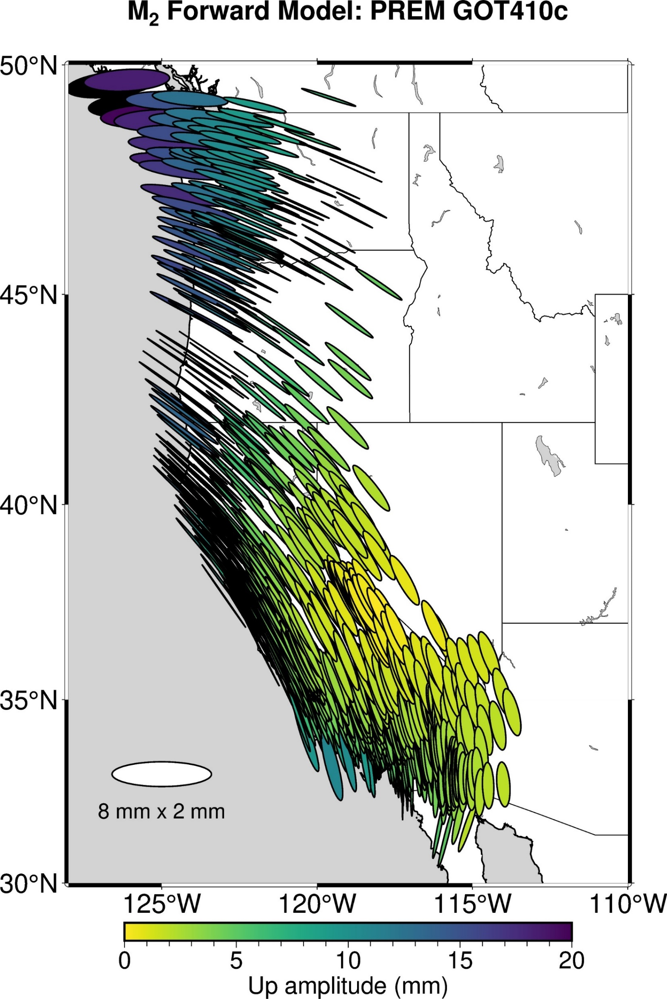 M₂ Forward Model: PREM GOT410c
50°N
45°N
40°N
35°N
30°N
8 mm x 2 mm
125°W 120°W 115°W 110°W
0 5 10 15 20
Up amplitude (mm)